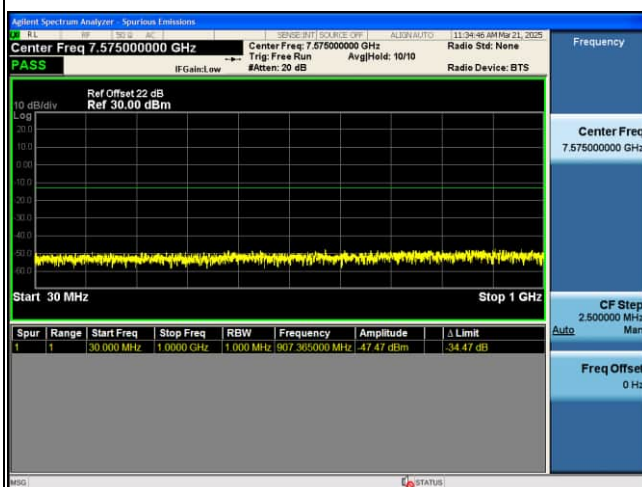 Agilent Spectrum Analyzer - Spurious Emissions
RL RF 50 Ω AC SENSE:INT SOURCE OFF ALIGN AUTO 11:34:46 AM Mar 21, 2025
Center Freq 7.575000000 GHz
PASS
IFGain:Low
Center Freq: 7.575000000 GHz
Trig: Free Run Avg|Hold: 10/10
#Atten: 20 dB
Radio Std: None
Radio Device: BTS
Ref Offset 22 dB
10 dB/div Ref 30.00 dBm
Log
20.0
10.0
0.00
-10.0
-20.0
-30.0
-40.0
-50.0
-60.0
Start 30 MHz Stop 1 GHz
Spur Range Start Freq Stop Freq RBW Frequency Amplitude Δ Limit
1 1 30.000 MHz 1.0000 GHz 1.000 MHz 907.365000 MHz -47.47 dBm -34.47 dB
MSG STATUS
Frequency
Center Freq
7.575000000 GHz
CF Step
2.500000 MHz
Auto Man
Freq Offset
0 Hz